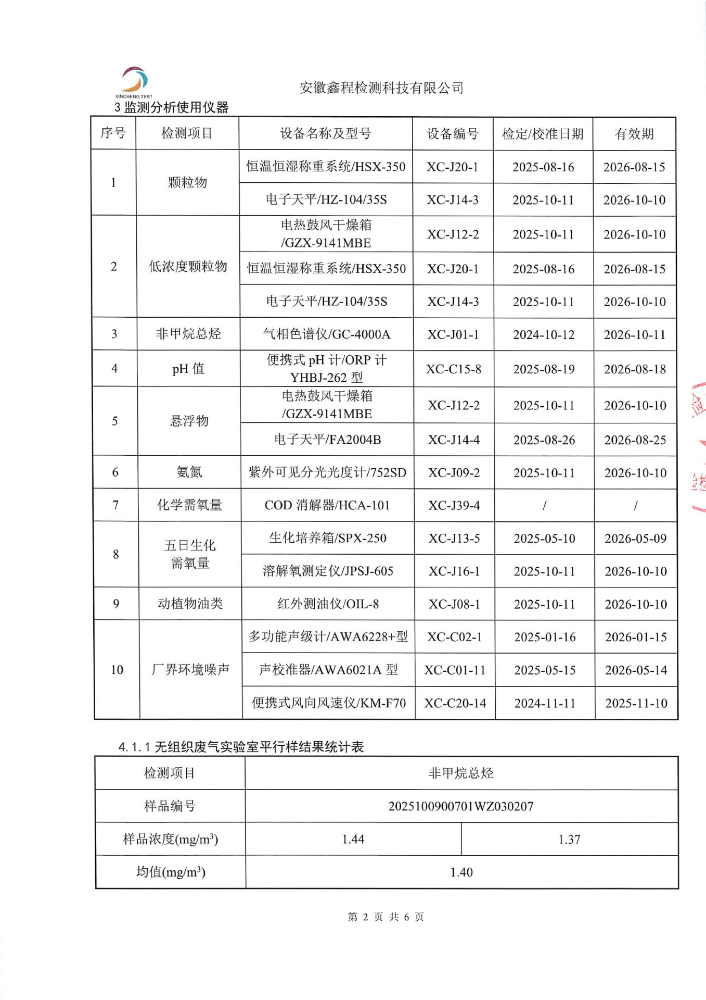 XINCHENG TEST
安徽鑫程检测科技有限公司
3 监测分析使用仪器
序号 检测项目 设备名称及型号 设备编号 检定/校准日期 有效期
1 颗粒物 恒温恒湿称重系统/HSX-350 XC-J20-1 2025-08-16 2026-08-15
电子天平/HZ-104/35S XC-J14-3 2025-10-11 2026-10-10
2 低浓度颗粒物 电热鼓风干燥箱
/GZX-9141MBE XC-J12-2 2025-10-11 2026-10-10
恒温恒湿称重系统/HSX-350 XC-J20-1 2025-08-16 2026-08-15
电子天平/HZ-104/35S XC-J14-3 2025-10-11 2026-10-10
3 非甲烷总烃 气相色谱仪/GC-4000A XC-J01-1 2024-10-12 2026-10-11
4 pH 值 便携式 pH 计/ORP 计
YHBJ-262 型 XC-C15-8 2025-08-19 2026-08-18
5 悬浮物 电热鼓风干燥箱
/GZX-9141MBE XC-J12-2 2025-10-11 2026-10-10
电子天平/FA2004B XC-J14-4 2025-08-26 2026-08-25
6 氨氮 紫外可见分光光度计/752SD XC-J09-2 2025-10-11 2026-10-10
7 化学需氧量 COD 消解器/HCA-101 XC-J39-4 / /
8 五日生化
需氧量 生化培养箱/SPX-250 XC-J13-5 2025-05-10 2026-05-09
溶解氧测定仪/JPSJ-605 XC-J16-1 2025-10-11 2026-10-10
9 动植物油类 红外测油仪/OIL-8 XC-J08-1 2025-10-11 2026-10-10
10 厂界环境噪声 多功能声级计/AWA6228+型 XC-C02-1 2025-01-16 2026-01-15
声校准器/AWA6021A 型 XC-C01-11 2025-05-15 2026-05-14
便携式风向风速仪/KM-F70 XC-C20-14 2024-11-11 2025-11-10
4.1.1 无组织废气实验室平行样结果统计表
检测项目 非甲烷总烃
样品编号 2025100900701WZ030207
样品浓度(mg/m³) 1.44 1.37
均值(mg/m³) 1.40
第 2 页 共 6 页